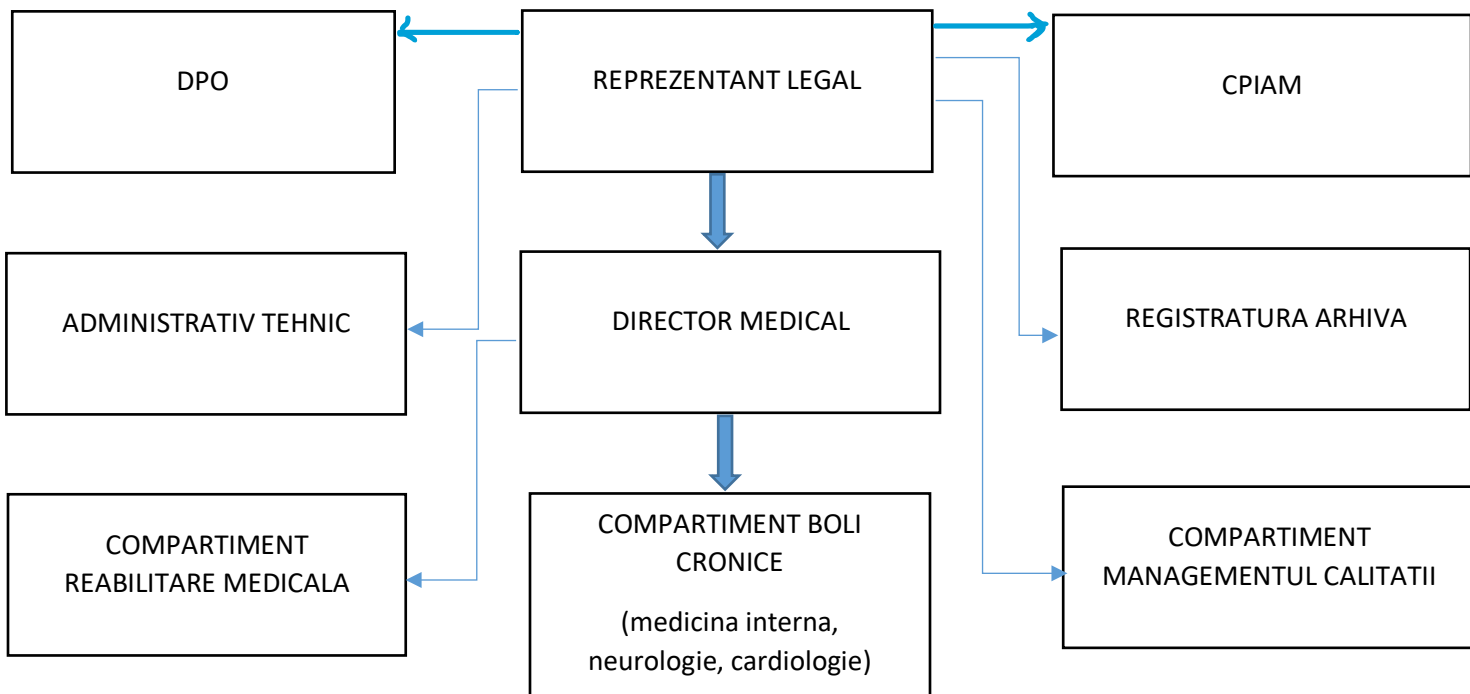 DPO
REPREZENTANT LEGAL
CPIAM
ADMINISTRATIV TEHNIC
DIRECTOR MEDICAL
REGISTRATURA ARHIVA
COMPARTIMENT
REABILITARE MEDICALA
COMPARTIMENT BOLI
CRONICE
(medicina interna,
neurologie, cardiologie)
COMPARTIMENT
MANAGEMENTUL CALITATII